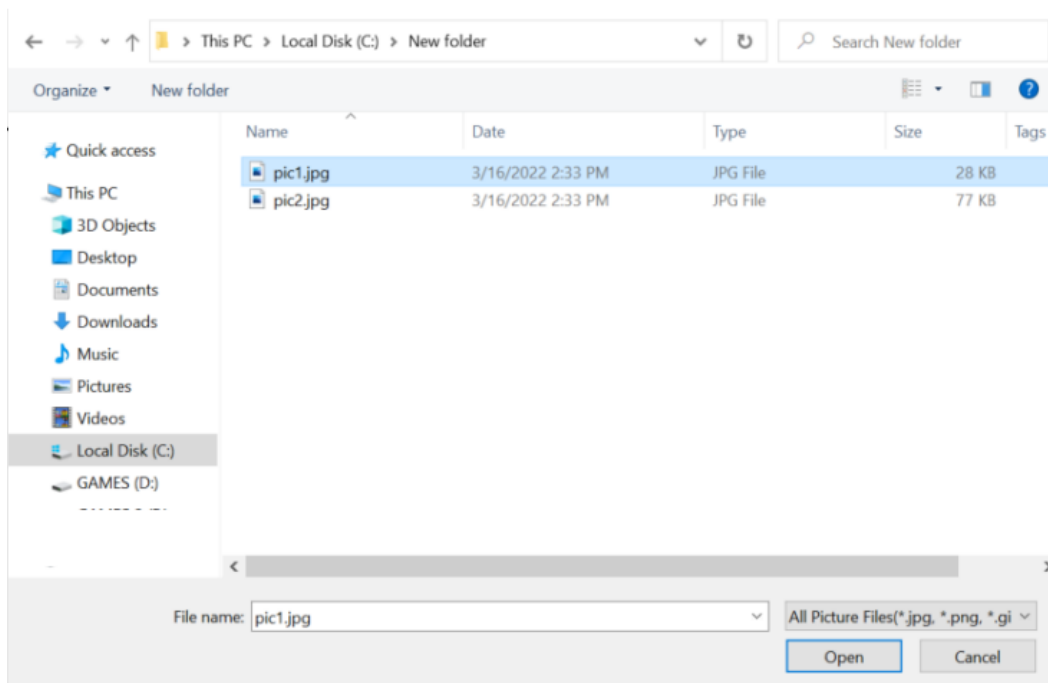 This PC > Local Disk (C:) > New folder
Search New folder
Organize
New folder
?
Name Date Type Size Tags
pic1.jpg 3/16/2022 2:33 PM JPG File 28 KB
pic2.jpg 3/16/2022 2:33 PM JPG File 77 KB
Quick access
This PC
3D Objects
Desktop
Documents
Downloads
Music
Pictures
Videos
Local Disk (C:)
GAMES (D:)
File name: pic1.jpg
All Picture Files(*.jpg, *.png, *.gi
Open
Cancel